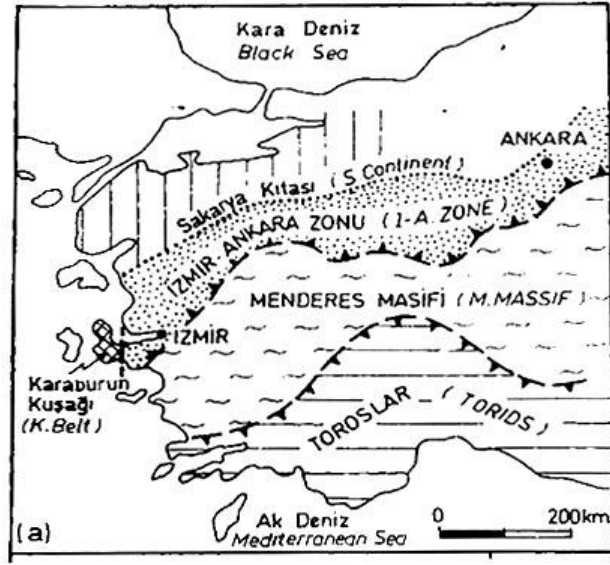 Kara Deniz
Black Sea
ANKARA
Sakarya Kıtası (S.Continent)
İZMİR ANKARA ZONU (I-A. ZONE)
MENDERES MASİFİ (M.MASSIF)
İZMİR
Karaburun
Kuşağı
(K.Belt)
TOROSLAR (TORIDS)
(a)
Ak Deniz
Mediterranean Sea
0 200km